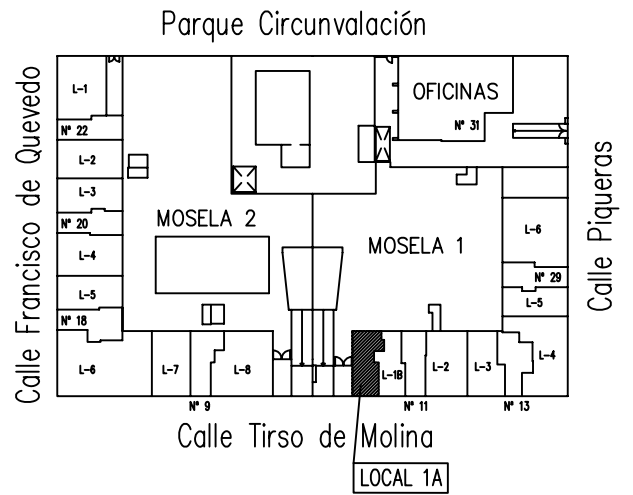 Parque Circunvalación
Calle Francisco de Quevedo
L-1
Nº 22
L-2
L-3
Nº 20
L-4
L-5
Nº 18
L-6
OFICINAS
Nº 31
Calle Piqueras
MOSELA 2
MOSELA 1
L-6
Nº 29
L-5
L-4
L-7
L-8
L-1B
L-2
L-3
Nº 9
Nº 11
Nº 13
Calle Tirso de Molina
LOCAL 1A